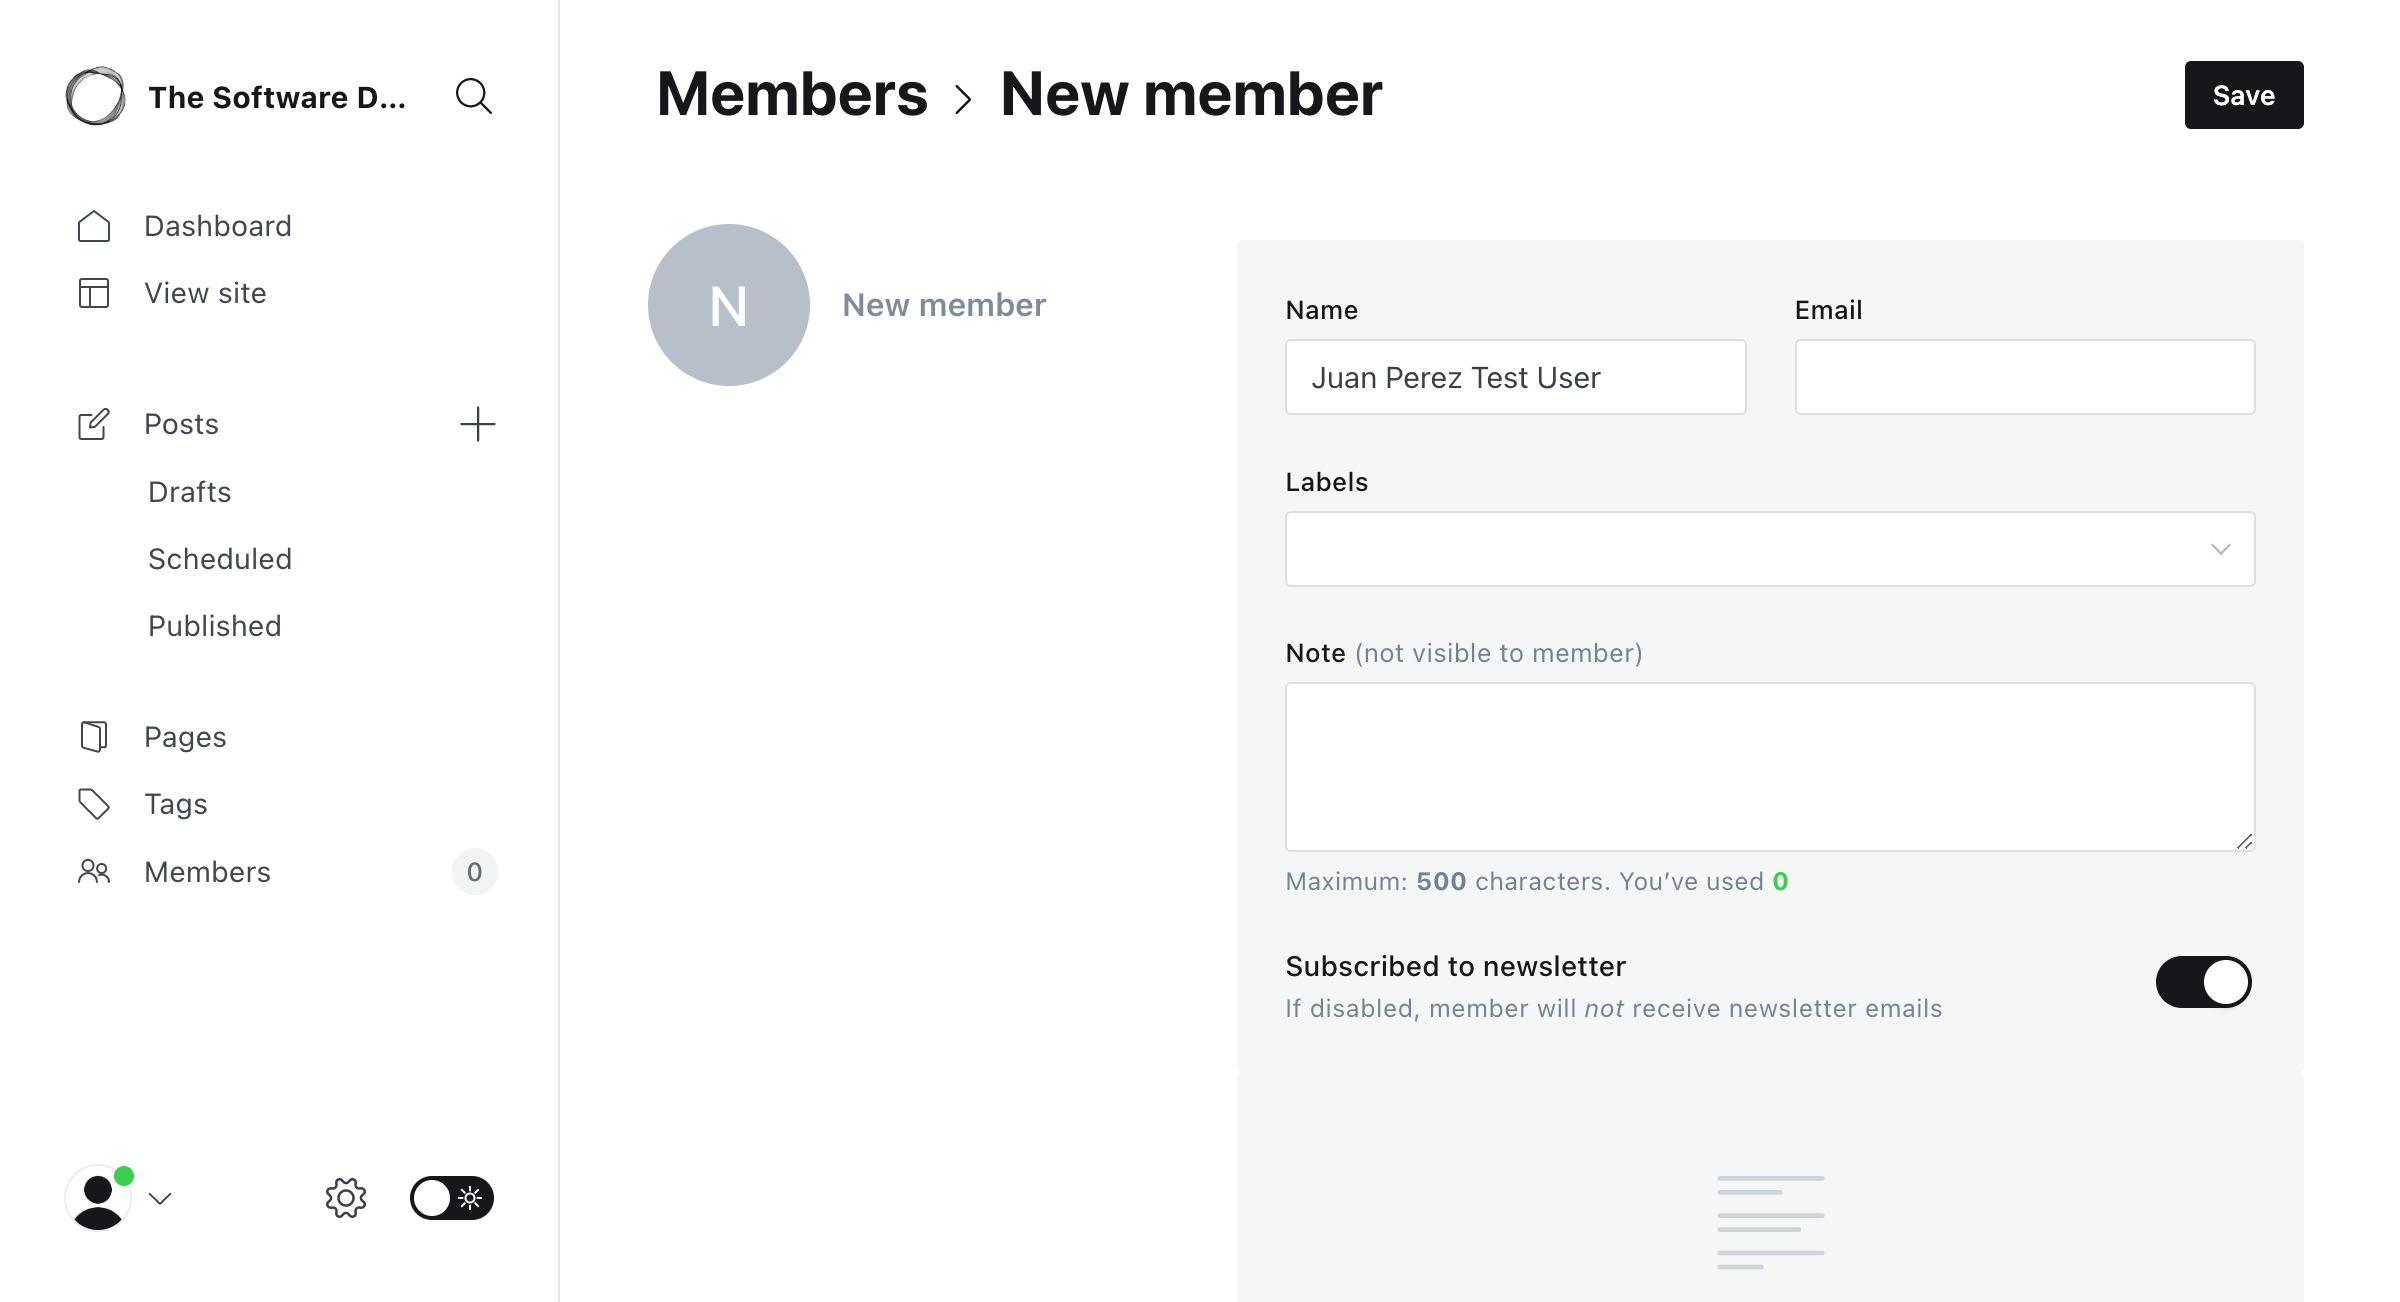 The Software D...
Dashboard
View site
Posts
Drafts
Scheduled
Published
Pages
Tags
Members
0
Members > New member
Save
N
New member
Name
Email
Juan Perez Test User
Labels
Note (not visible to member)
Maximum: 500 characters. You’ve used 0
Subscribed to newsletter
If disabled, member will not receive newsletter emails